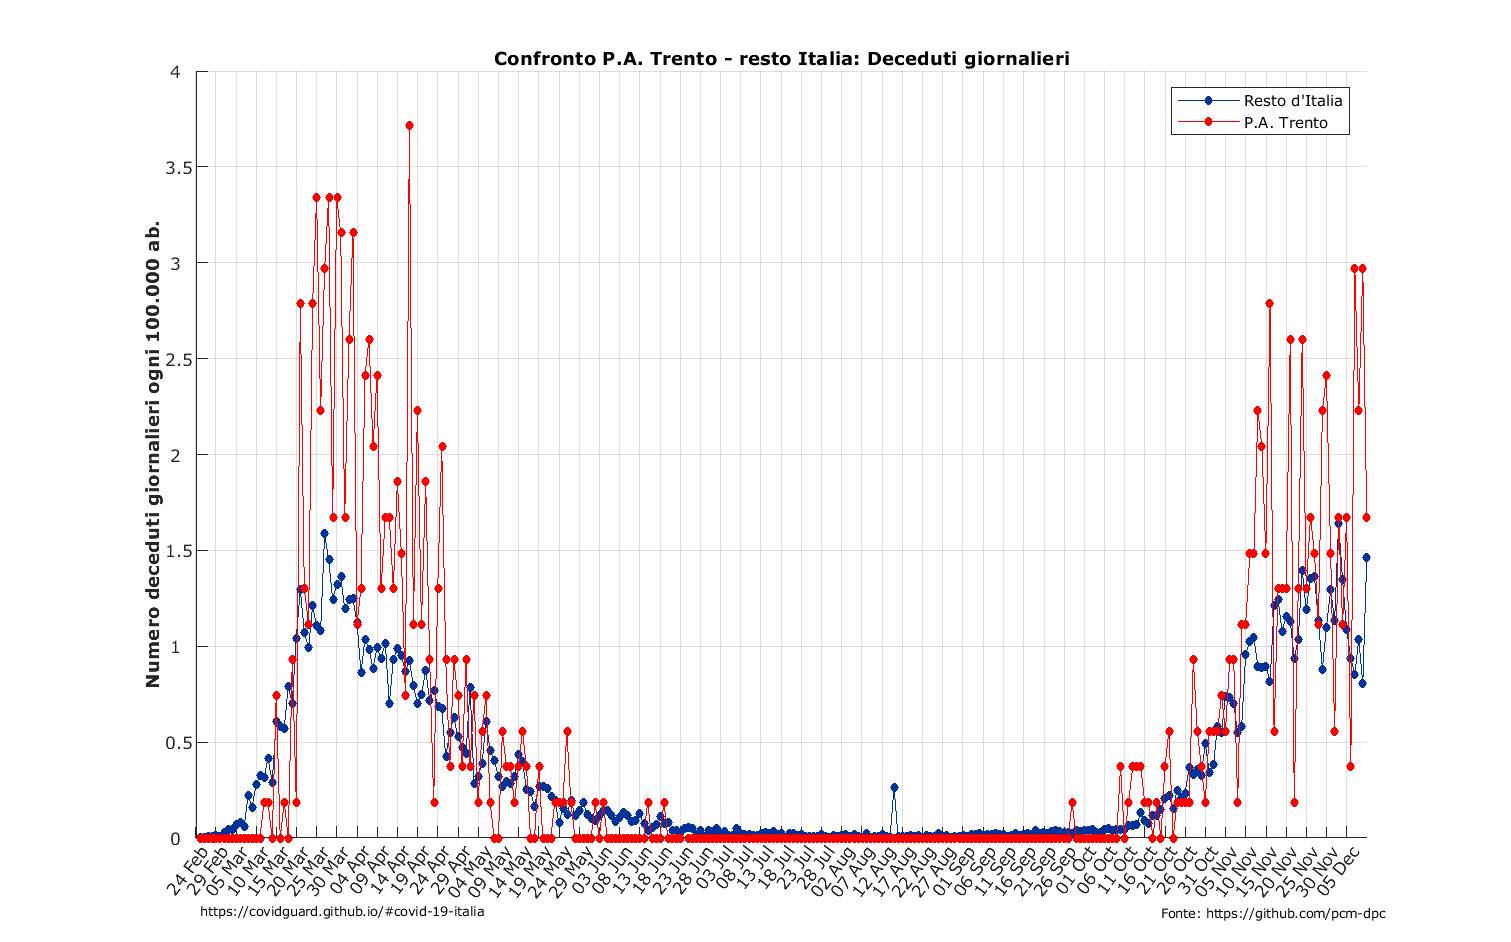 Confronto P.A. Trento - resto Italia: Deceduti giornalieri
Resto d'Italia
P.A. Trento
Numero deceduti giornalieri ogni 100.000 ab.
4
3.5
3
2.5
2
1.5
1
0.5
0
24 Feb
29 Feb
05 Mar
10 Mar
15 Mar
20 Mar
25 Mar
30 Mar
04 Apr
09 Apr
14 Apr
19 Apr
24 Apr
29 Apr
04 May
09 May
14 May
19 May
24 May
29 May
03 Jun
08 Jun
13 Jun
18 Jun
23 Jun
28 Jun
03 Jul
08 Jul
13 Jul
18 Jul
23 Jul
28 Jul
02 Aug
07 Aug
12 Aug
17 Aug
22 Aug
27 Aug
01 Sep
06 Sep
11 Sep
16 Sep
21 Sep
26 Sep
01 Oct
06 Oct
11 Oct
16 Oct
21 Oct
26 Oct
31 Oct
05 Nov
10 Nov
15 Nov
20 Nov
25 Nov
30 Nov
05 Dec
https://covidguard.github.io/#covid-19-italia
Fonte: https://github.com/pcm-dpc